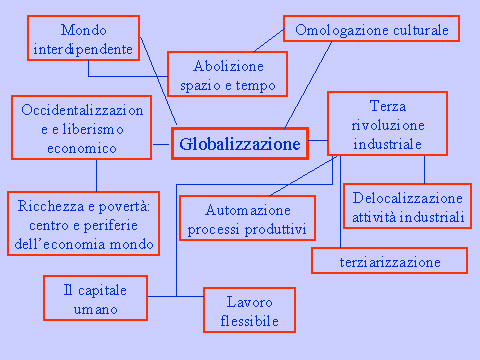 Mondo
interdipendente
Omologazione culturale
Abolizione
spazio e tempo
Occidentalizzazion
e e liberismo
economico
Globalizzazione
Terza
rivoluzione
industriale
Ricchezza e povertà:
centro e periferie
dell'economia mondo
Automazione
processi produttivi
Delocalizzazione
attività industriali
terziarizzazione
Il capitale
umano
Lavoro
flessibile